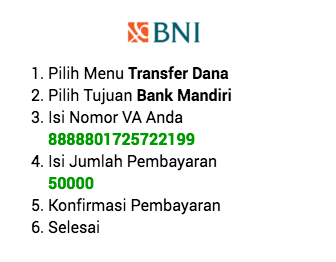 BNI
1. Pilih Menu Transfer Dana
2. Pilih Tujuan Bank Mandiri
3. Isi Nomor VA Anda
8888801725722199
4. Isi Jumlah Pembayaran
50000
5. Konfirmasi Pembayaran
6. Selesai